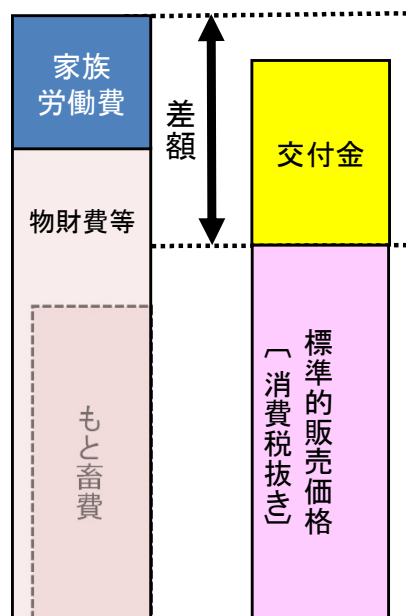 家族
労働費
物財費等
もと畜費
差額
交付金
標準的販売価格
〔消費税抜き〕